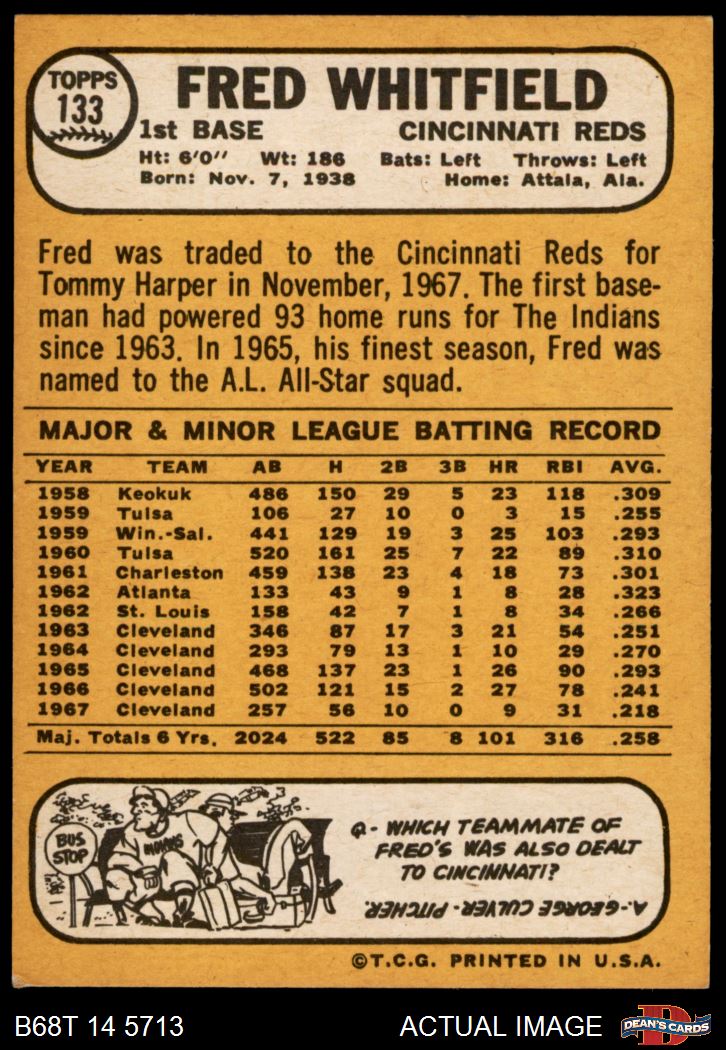 TOPPS
133
FRED WHITFIELD
1st BASE CINCINNATI REDS
Ht: 6'0" Wt: 186 Bats: Left Throws: Left
Born: Nov. 7, 1938 Home: Attala, Ala.
Fred was traded to the Cincinnati Reds for
Tommy Harper in November, 1967. The first base-
man had powered 93 home runs for The Indians
since 1963. In 1965, his finest season, Fred was
named to the A.L. All-Star squad.
MAJOR & MINOR LEAGUE BATTING RECORD
YEAR TEAM AB H 2B 3B HR RBI AVG.
1958 Keokuk 486 150 29 5 23 118 .309
1959 Tulsa 106 27 10 0 3 15 .255
1959 Win.-Sal. 441 129 19 3 25 103 .293
1960 Tulsa 520 161 25 7 22 89 .310
1961 Charleston 459 138 23 4 18 73 .301
1962 Atlanta 133 43 9 1 8 28 .323
1962 St. Louis 158 42 7 1 8 34 .266
1963 Cleveland 346 87 17 3 21 54 .251
1964 Cleveland 293 79 13 1 10 29 .270
1965 Cleveland 468 137 23 1 26 90 .293
1966 Cleveland 502 121 15 2 27 78 .241
1967 Cleveland 257 56 10 0 9 31 .218
Maj. Totals 6 Yrs. 2024 522 85 8 101 316 .258
BUS
STOP
INDIANS
Q- WHICH TEAMMATE OF
FRED'S WAS ALSO DEALT
TO CINCINNATI?
A- GEORGE CULVER - PITCHER.
©T.C.G. PRINTED IN U.S.A.
B68T 14 5713 ACTUAL IMAGE
D
DEAN'S CARDS